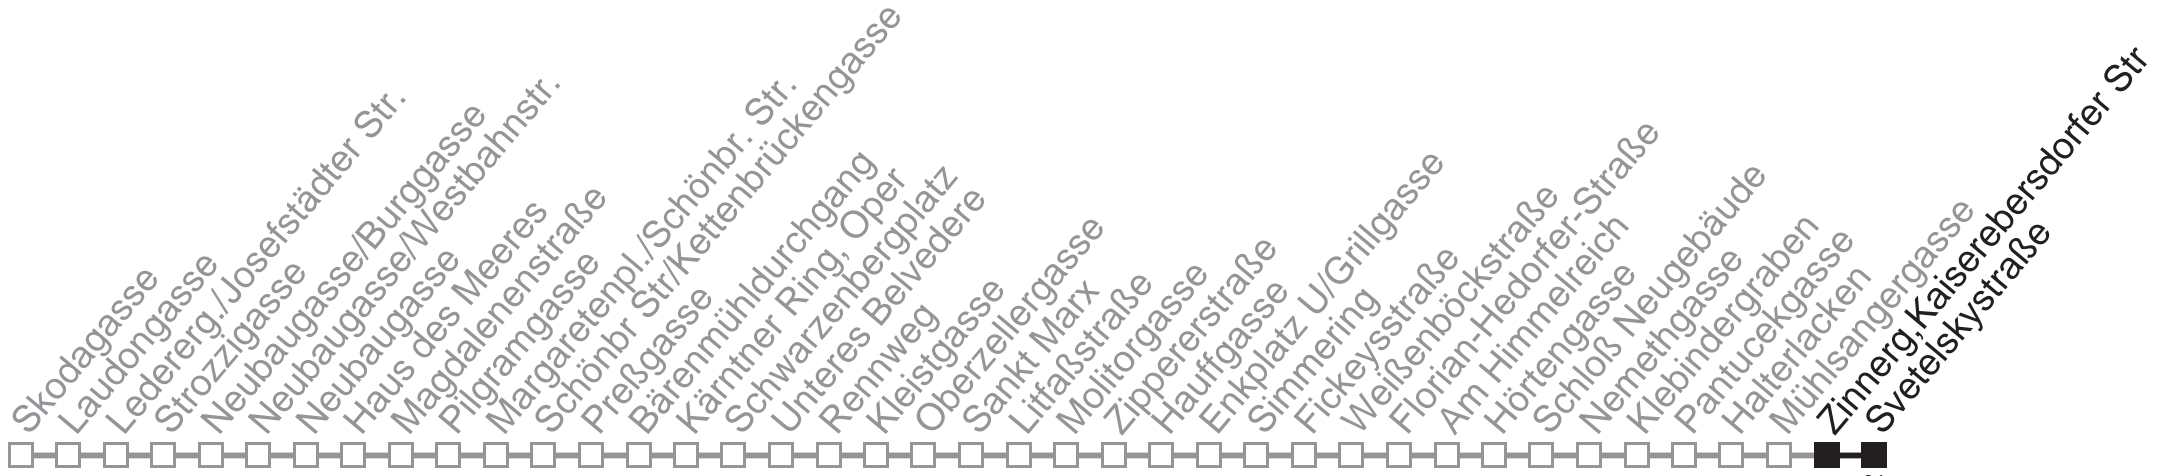 Skodagasse
Laudongasse
Ledererg./Josefstädter Str.
Strozzigasse
Neubaugasse/Burggasse
Neubaugasse/Westbahnstr.
Neubaugasse
Haus des Meeres
Magdalenenstraße
Pilgramgasse
Margaretenpl./Schönbr. Str.
Schönbr Str/Kettenbrückengasse
Preßgasse
Bärenmühldurchgang
Kärntner Ring, Oper
Schwarzenbergplatz
Unteres Belvedere
Rennweg
Kleistgasse
Oberzellergasse
Sankt Marx
Litfaßstraße
Molitorgasse
Zippererstraße
Hauffgasse
Enkplatz U/Grillgasse
Simmering
Fickeysstraße
Weißenböckstraße
Florian-Hedorfer-Straße
Am Himmelreich
Hörtengasse
Schloß Neugebäude
Nemethgasse
Klebindergraben
Pantucekgasse
Halterlacken
Mühlsangergasse
Zinnerg,Kaiserebersdorfer Str
Svetelskystraße